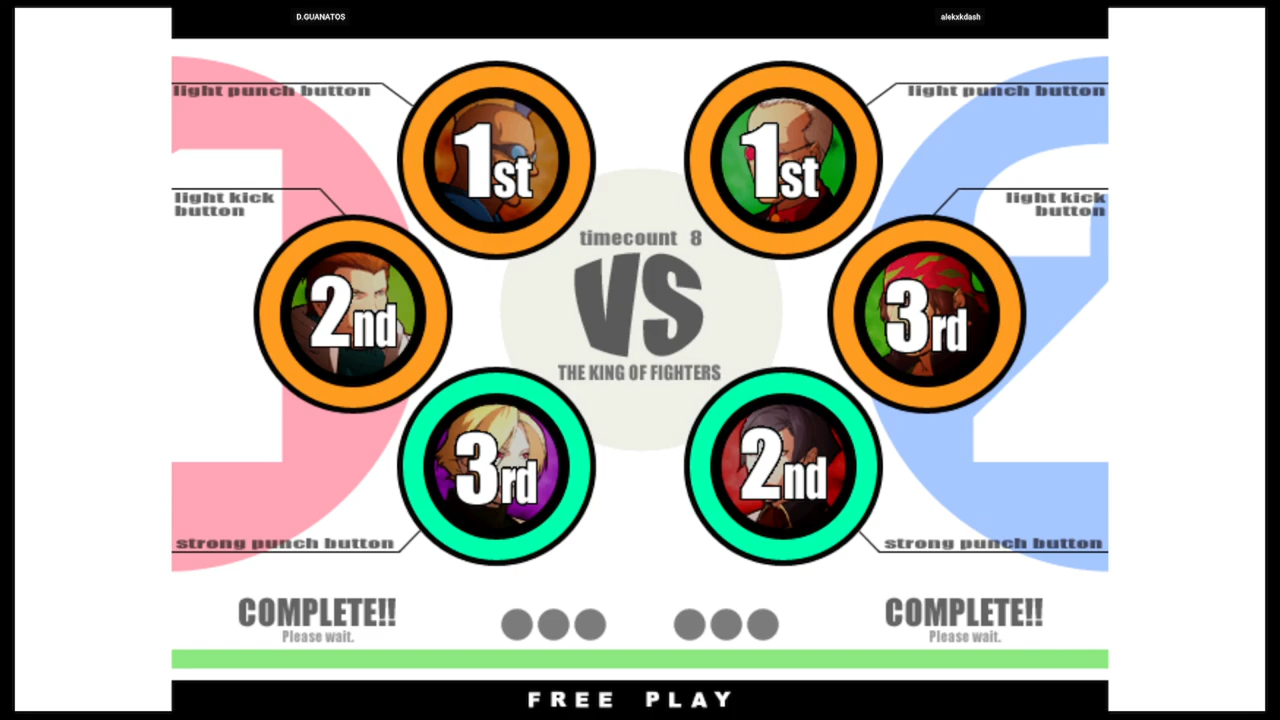 D.GUANATOS
alekxkdash
light punch button
light punch button
1st
1st
light kick
button
light kick
button
timecount 8
VS
THE KING OF FIGHTERS
2nd
3rd
3rd
2nd
strong punch button
strong punch button
COMPLETE!!
Please wait.
COMPLETE!!
Please wait.
FREE PLAY